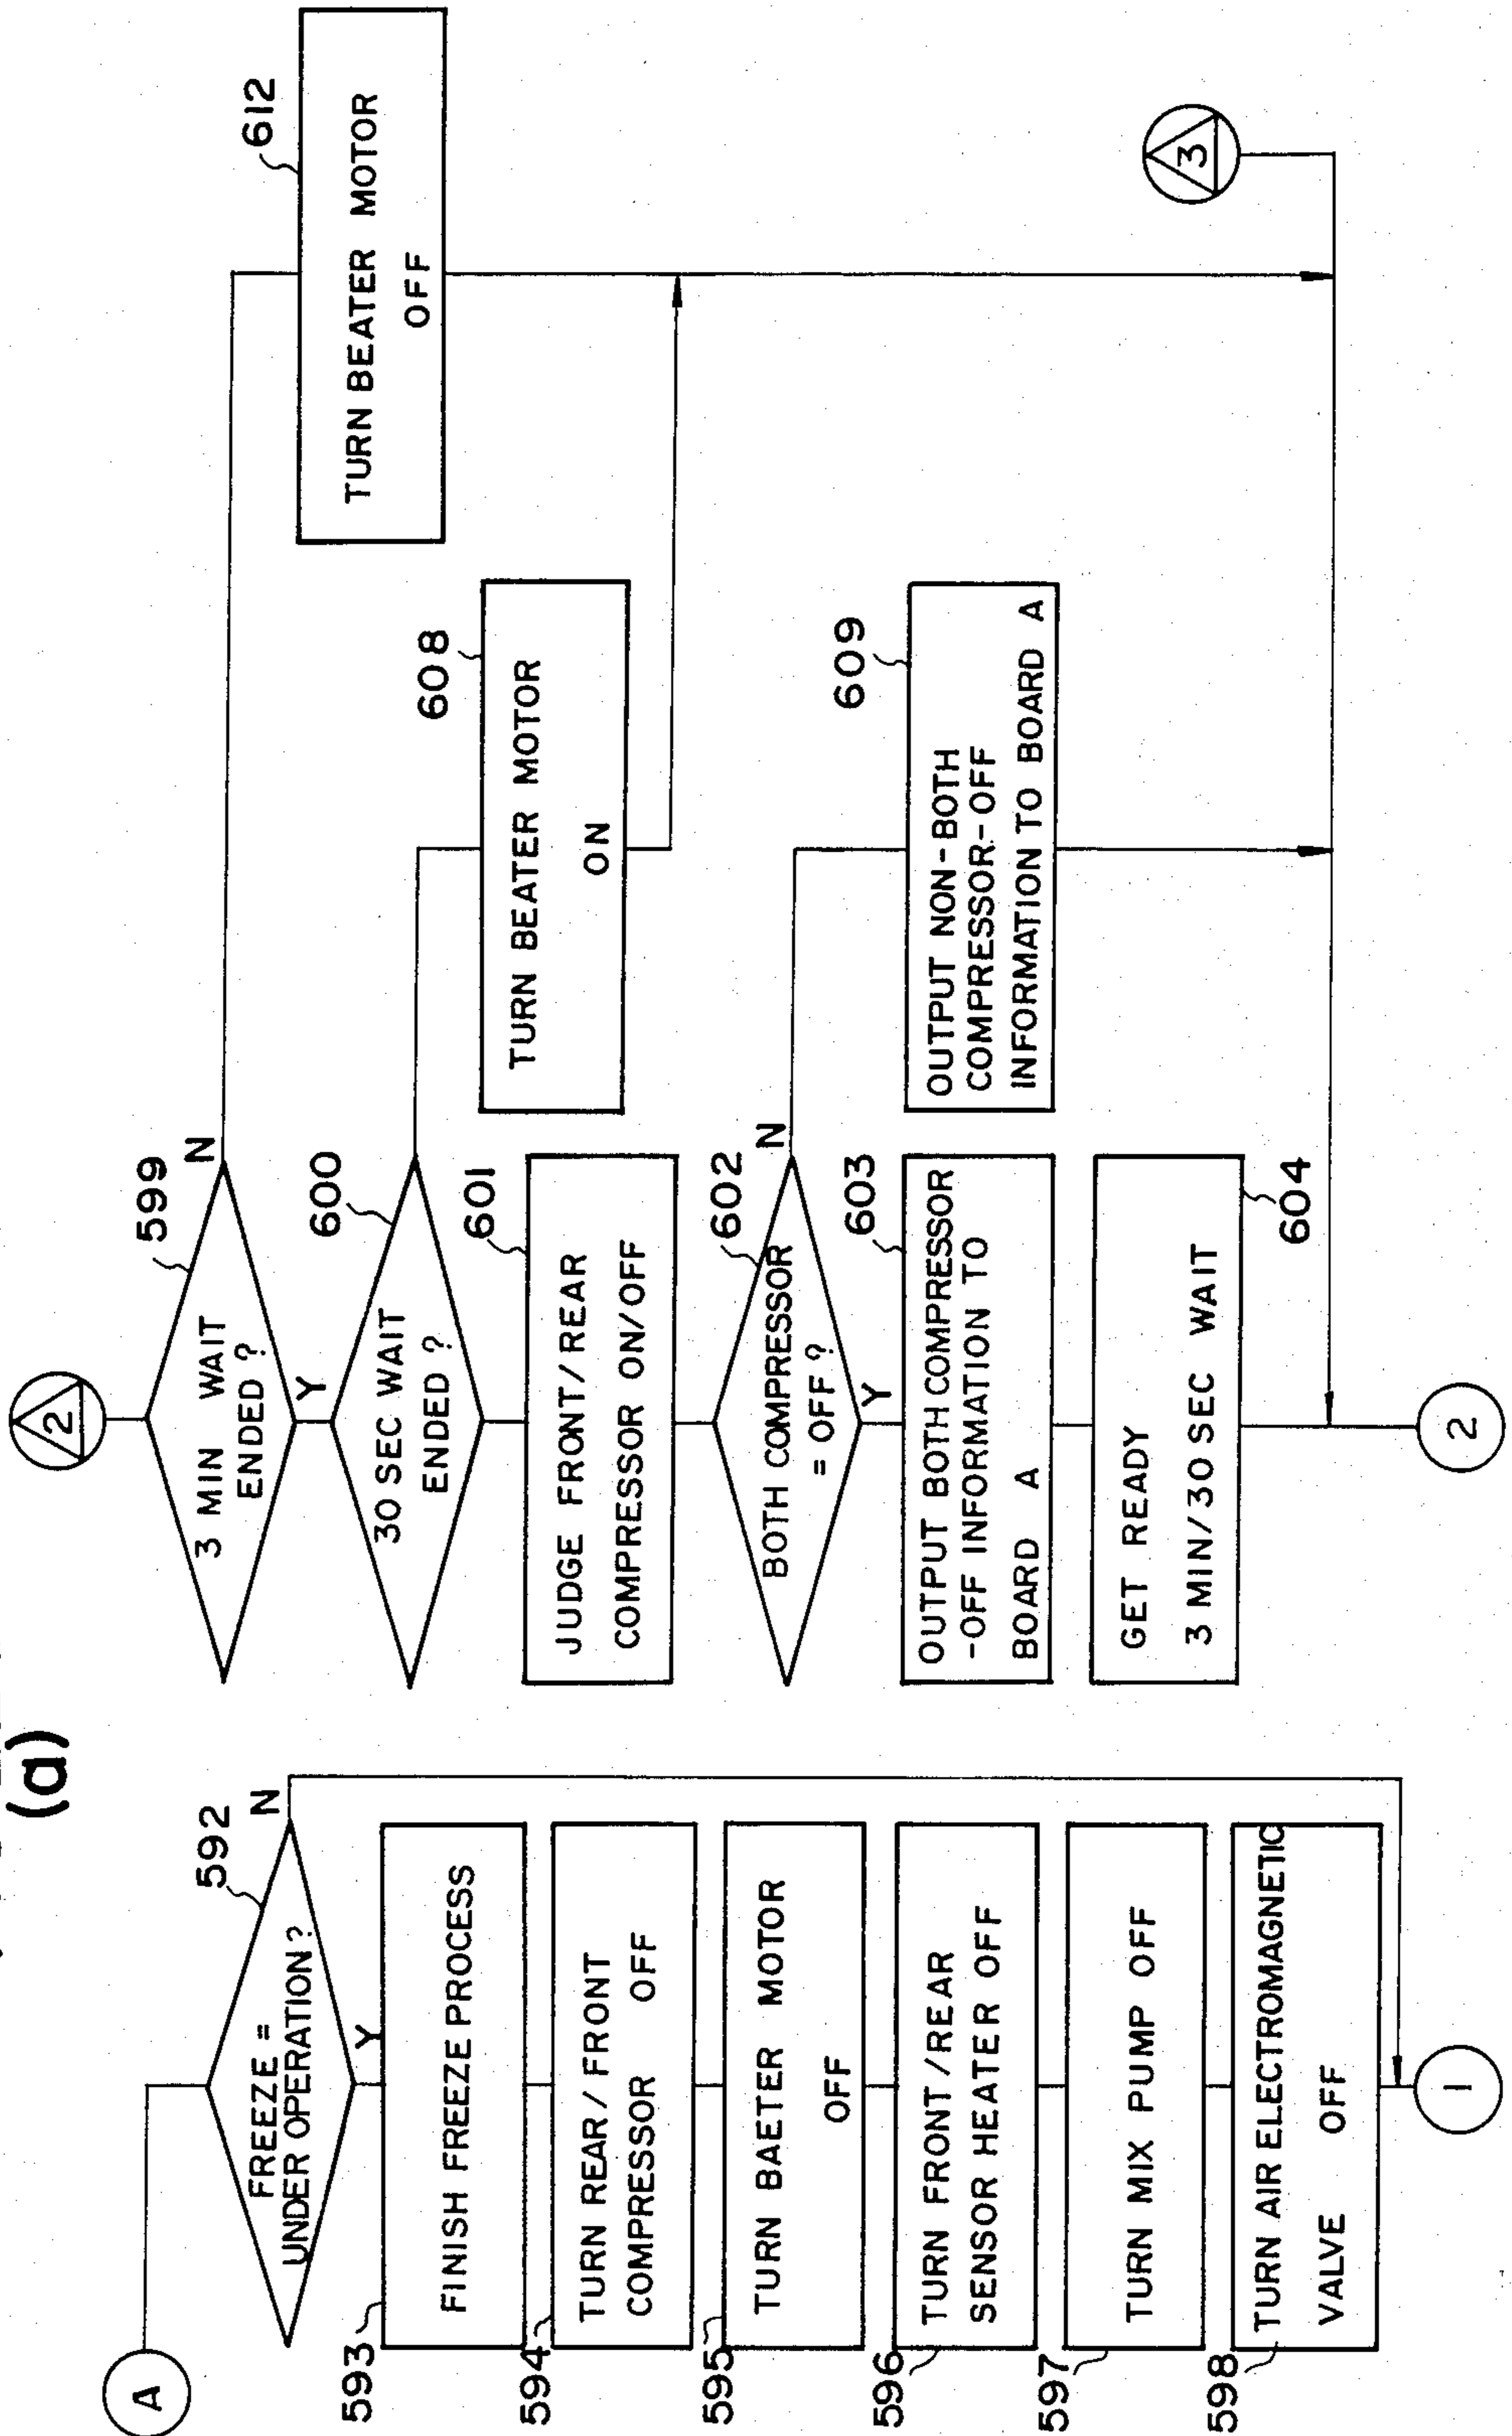 (a)
A
592
FREEZE =
UNDER OPERATION?
N
Y
593
FINISH FREEZE PROCESS
594
TURN REAR/FRONT
COMPRESSOR OFF
595
TURN BAETER MOTOR
OFF
596
TURN FRONT/REAR
SENSOR HEATER OFF
597
TURN MIX PUMP OFF
598
TURN AIR ELECTROMAGNETIC
VALVE OFF
1
2
599
3 MIN WAIT
ENDED ?
N
Y
600
30 SEC WAIT
ENDED ?
601
JUDGE FRONT/REAR
COMPRESSOR ON/OFF
602
BOTH COMPRESSOR
= OFF ?
N
Y
603
OUTPUT BOTH COMPRESSOR
-OFF INFORMATION TO
BOARD A
GET READY
3 MIN/30 SEC WAIT
604
2
608
TURN BEATER MOTOR
ON
609
OUTPUT NON-BOTH
COMPRESSOR-OFF
INFORMATION TO BOARD A
612
TURN BEATER MOTOR
OFF
3